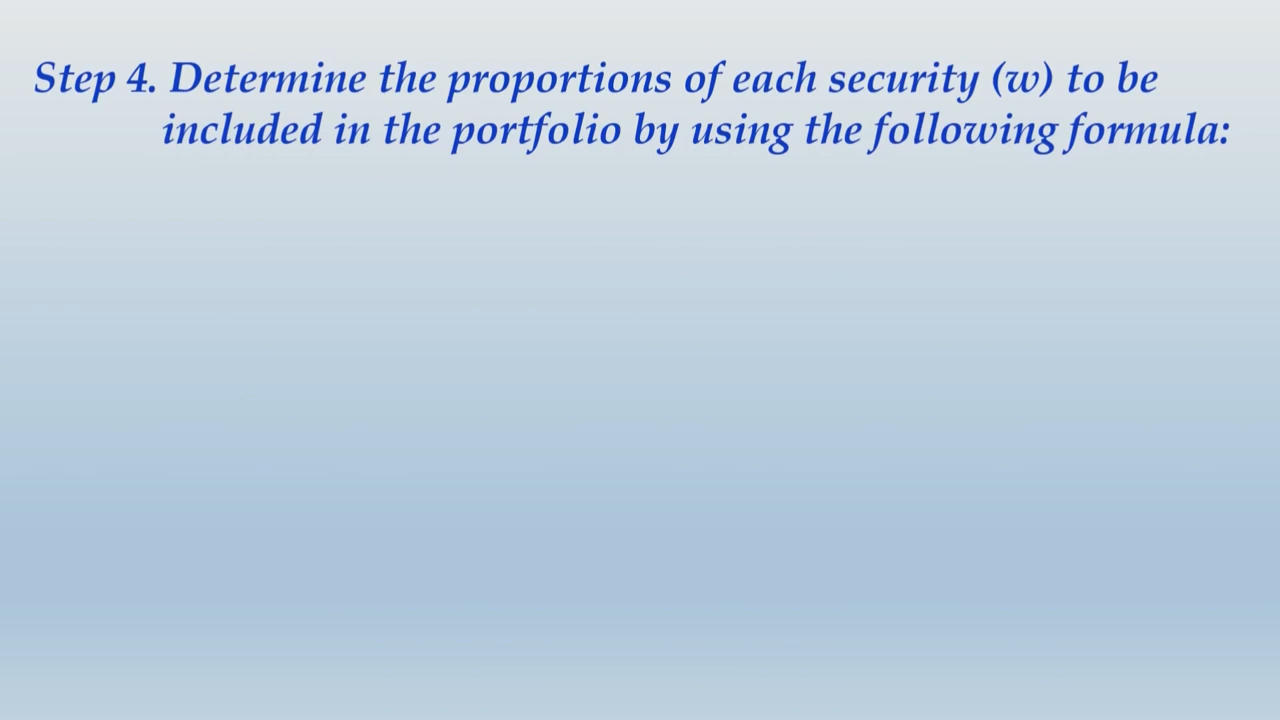 Step 4. Determine the proportions of each security (w) to be
included in the portfolio by using the following formula: